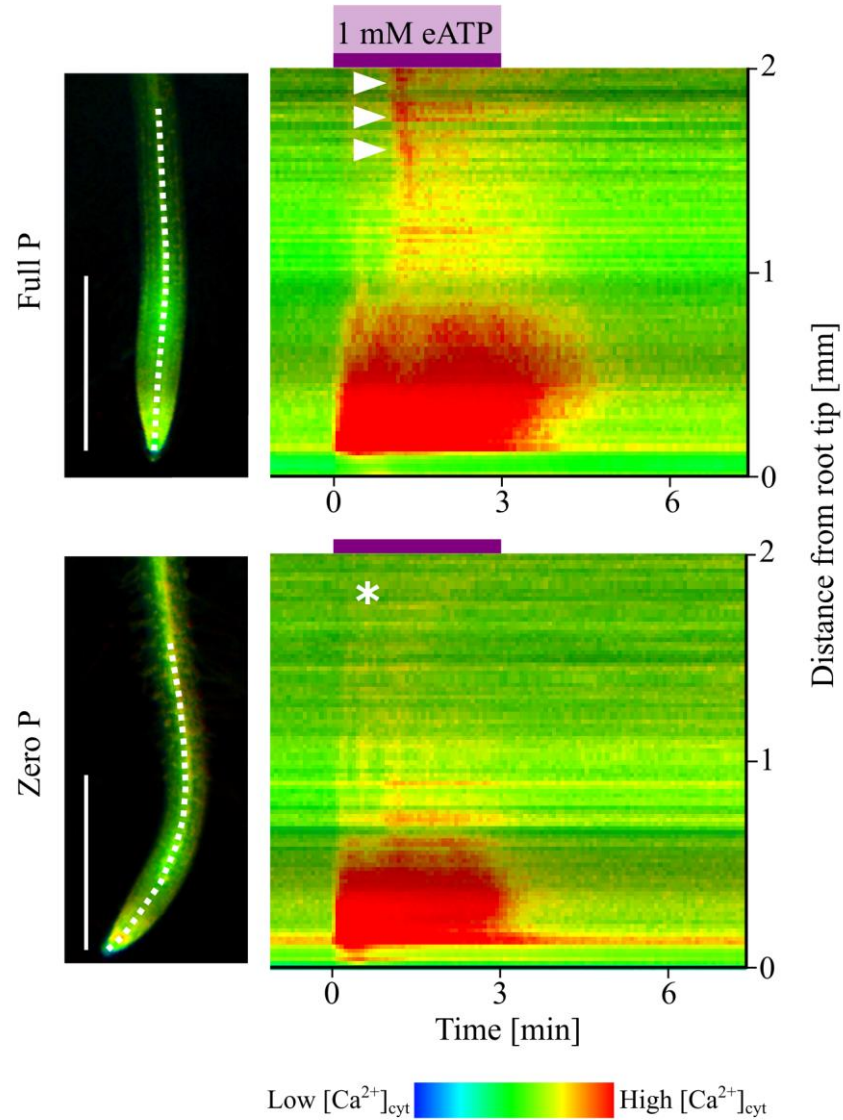 1 mM eATP
Full P
2
1
0
0
3
6
Distance from root tip [mm]
*
Zero P
2
1
0
0
3
6
Time [min]
Low [Ca²⁺]cyt
High [Ca²⁺]cyt